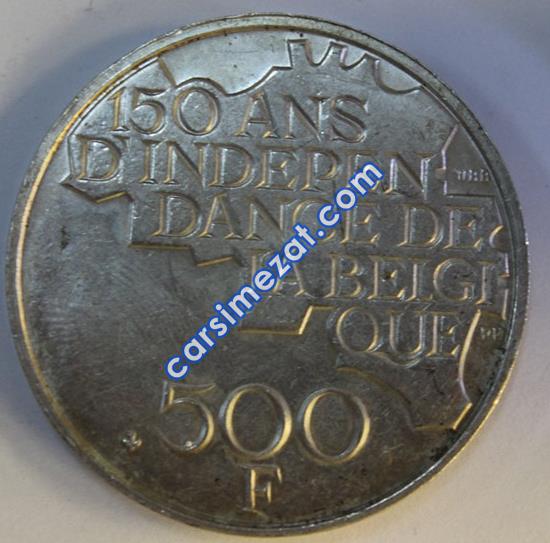 150 ANS
D'INDEPEN
DANCE DE
LA BELGI
QUE
500
F
carsimezat.com